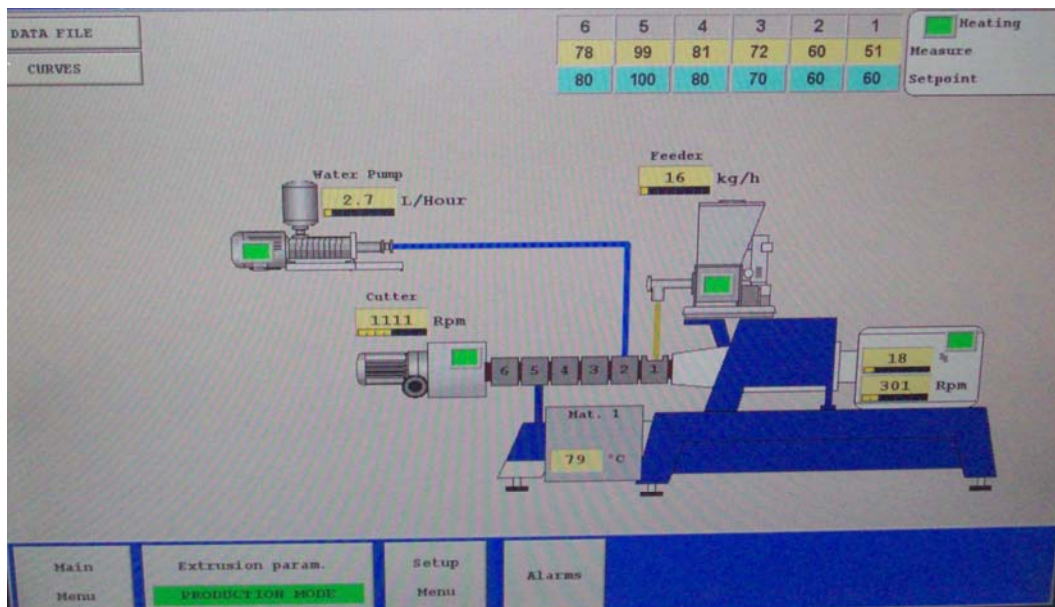 DATA FILE
CURVES
6 5 4 3 2 1 Heating
78 99 81 72 60 51 Measure
80 100 80 70 60 60 Setpoint
Feeder
16 kg/h
Water Pump
2.7 L/Hour
Cutter
1111 Rpm
6 5 4 3 2 1
18 %
301 Rpm
Mat. 1
79 °C
Main
Menu
Extrusion param.
PRODUCTION MODE
Setup
Menu
Alarms